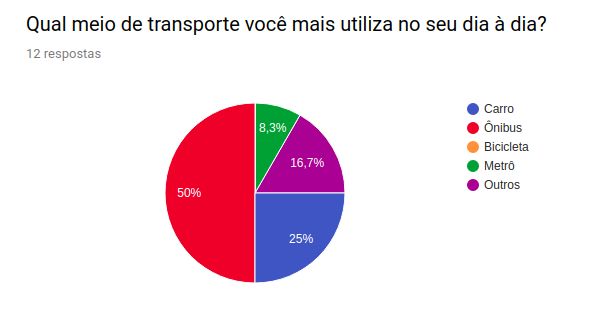 Qual meio de transporte você mais utiliza no seu dia à dia?
12 respostas
8,3%
16,7%
50%
25%
Carro
Ônibus
Bicicleta
Metrô
Outros